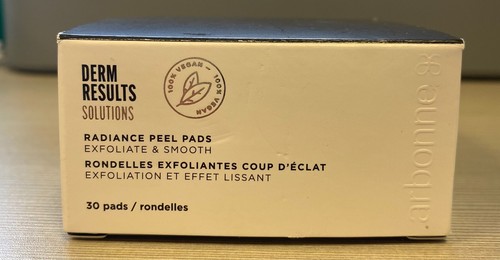 DERM
RESULTS
SOLUTIONS
100% VEGAN – 100% VEGAN
RADIANCE PEEL PADS
EXFOLIATE & SMOOTH
RONDELLES EXFOLIANTES COUP D'ÉCLAT
EXFOLIATION ET EFFET LISSANT
30 pads / rondelles
arbonne